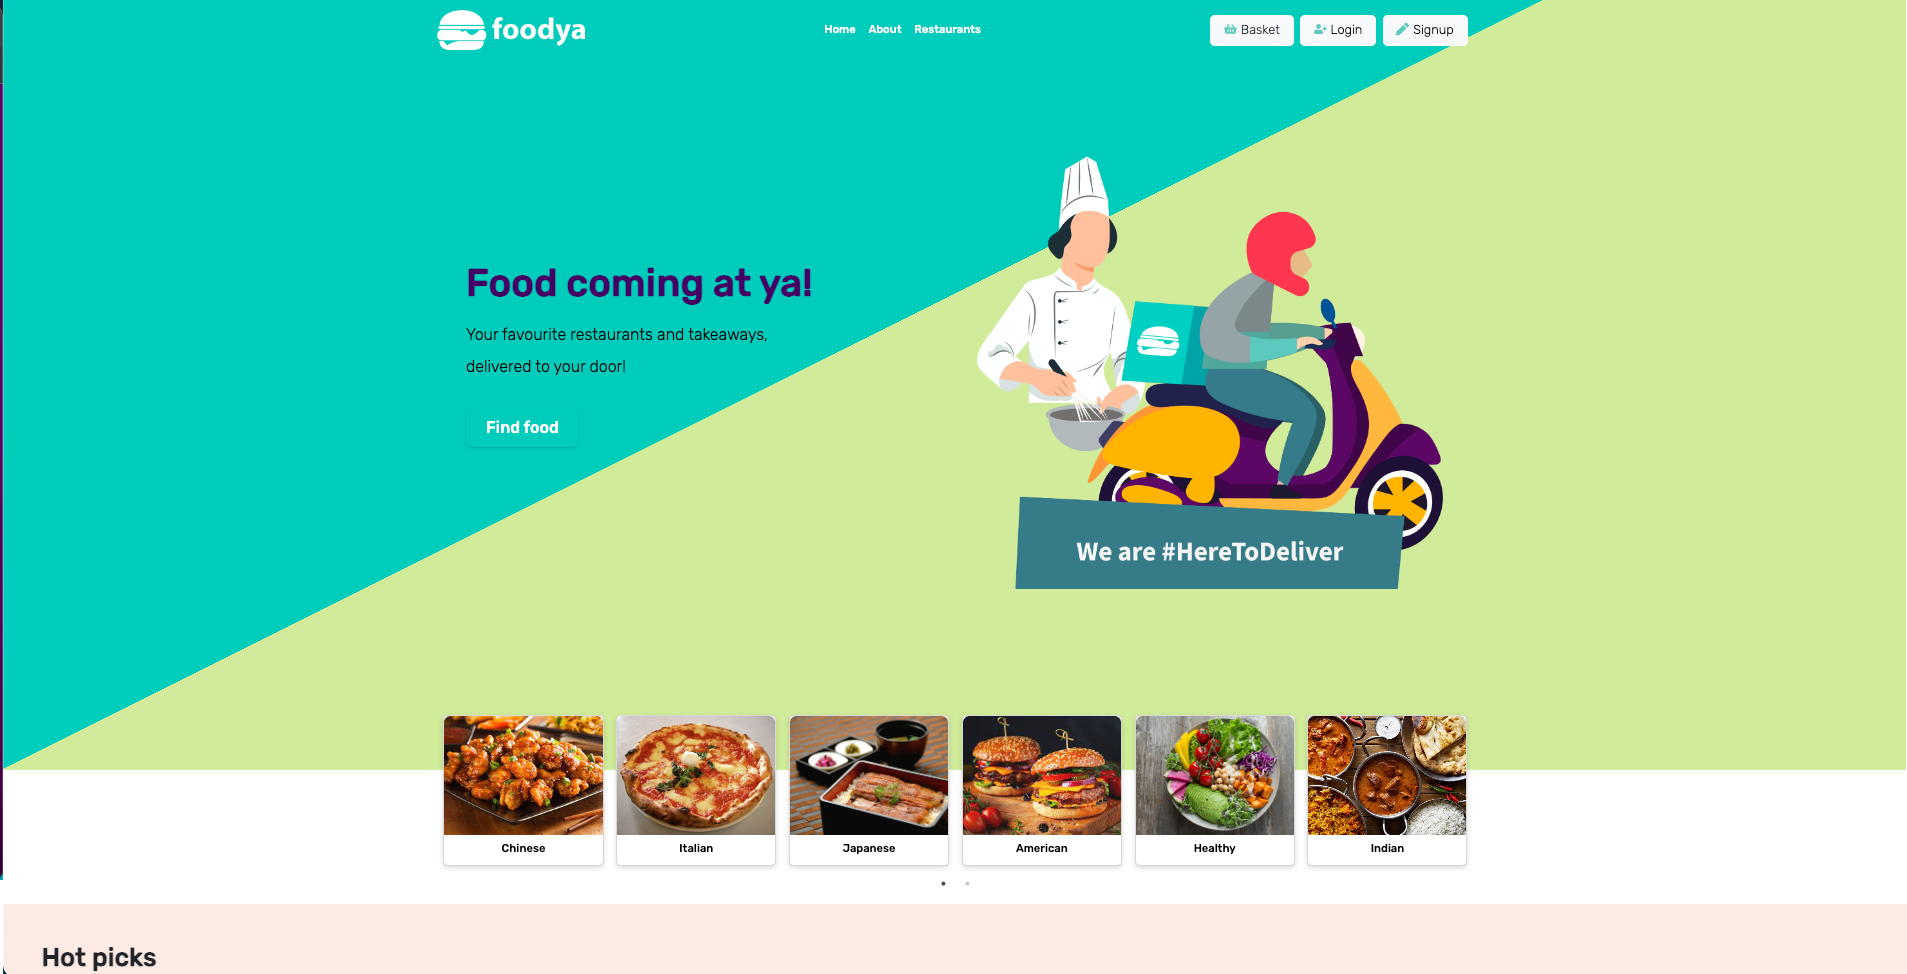 foodya
Home About Restaurants
Basket Login Signup
Food coming at ya!
Your favourite restaurants and takeaways,
delivered to your door!
Find food
We are #HereToDeliver
Chinese Italian Japanese American Healthy Indian
Hot picks